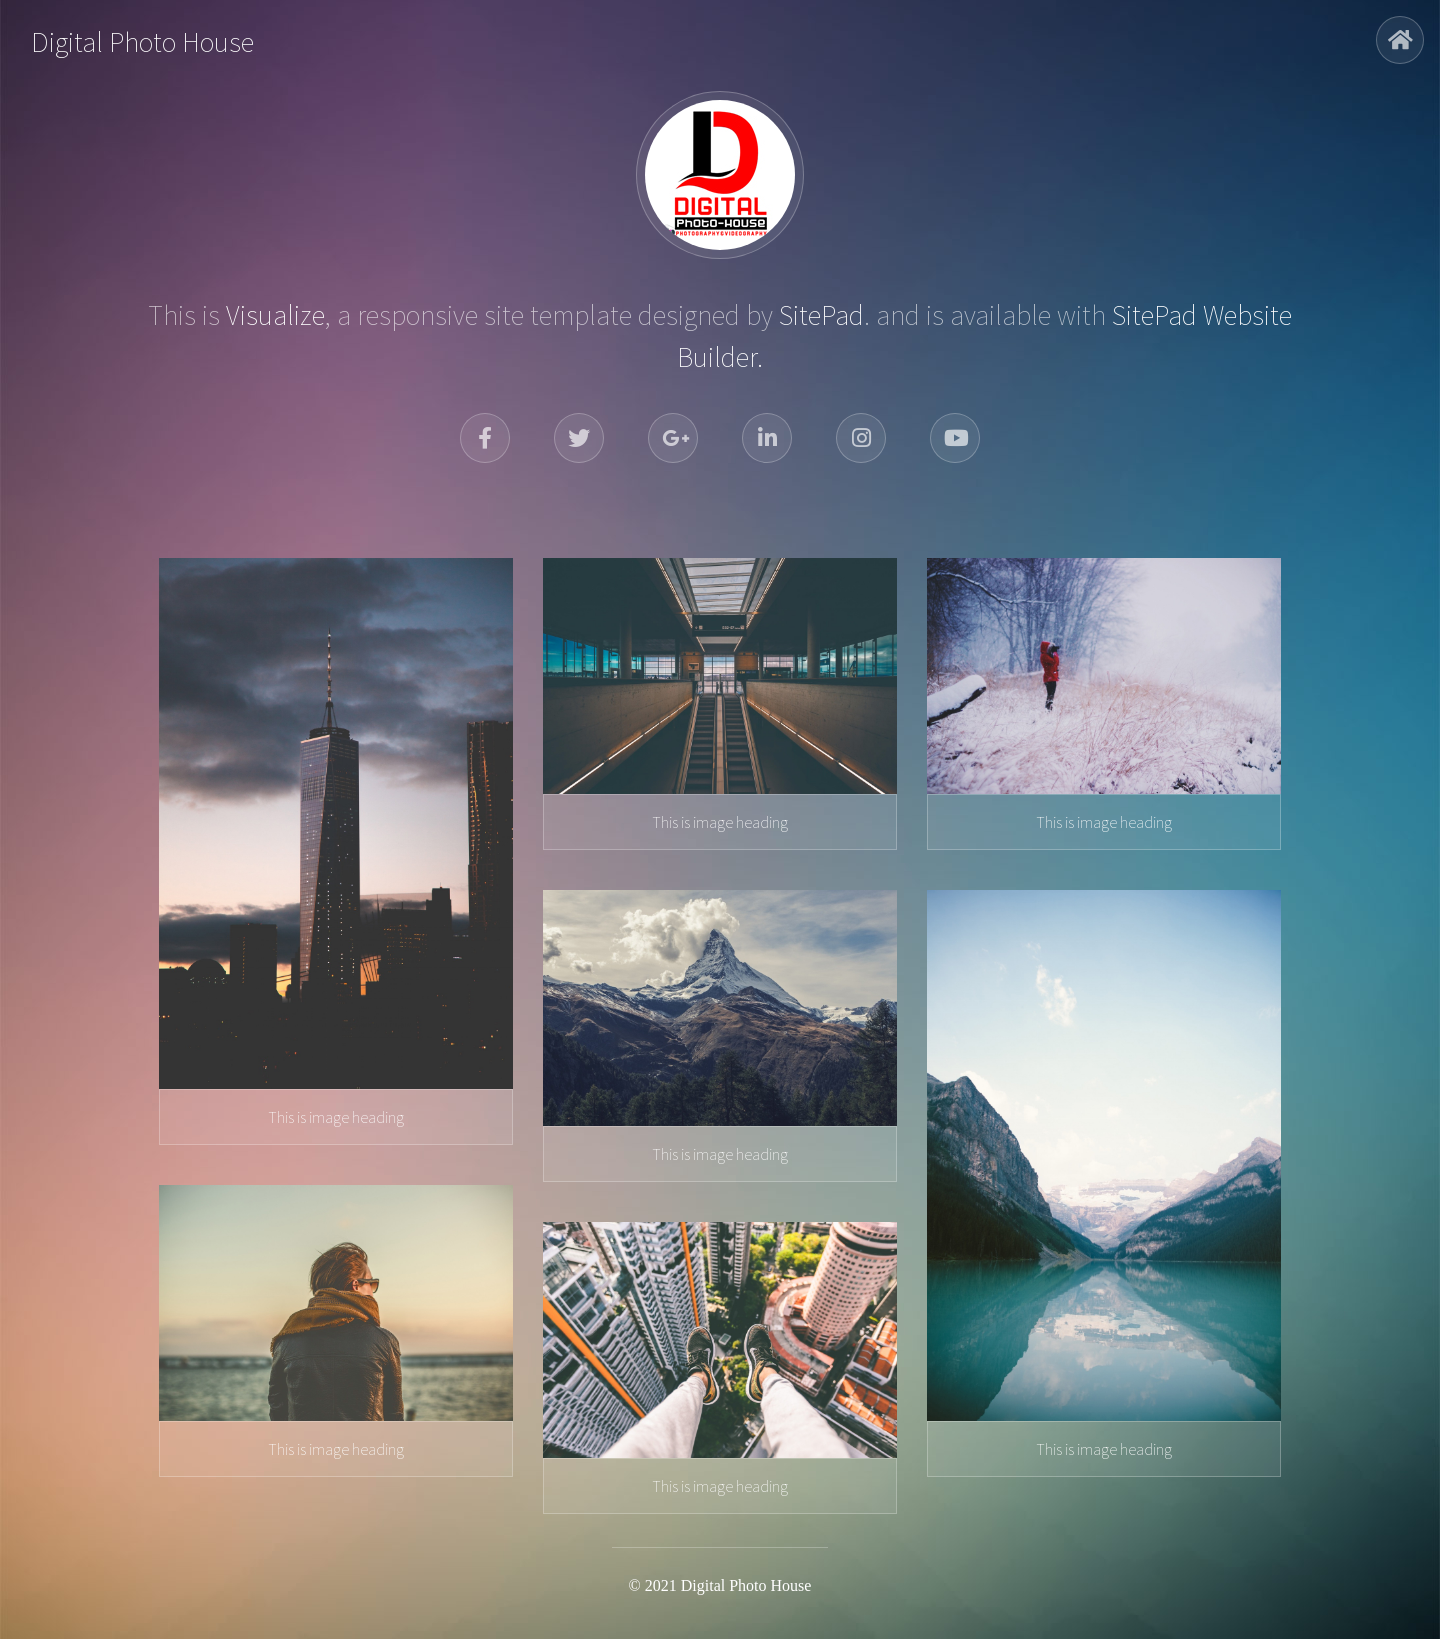 Digital Photo House
DIGITAL
PHOTO-HOUSE
PHOTOGRAPHY&VIDEOGRAPHY
This is Visualize, a responsive site template designed by SitePad. and is available with SitePad Website
Builder.
This is image heading
This is image heading
This is image heading
This is image heading
This is image heading
This is image heading
This is image heading
© 2021 Digital Photo House